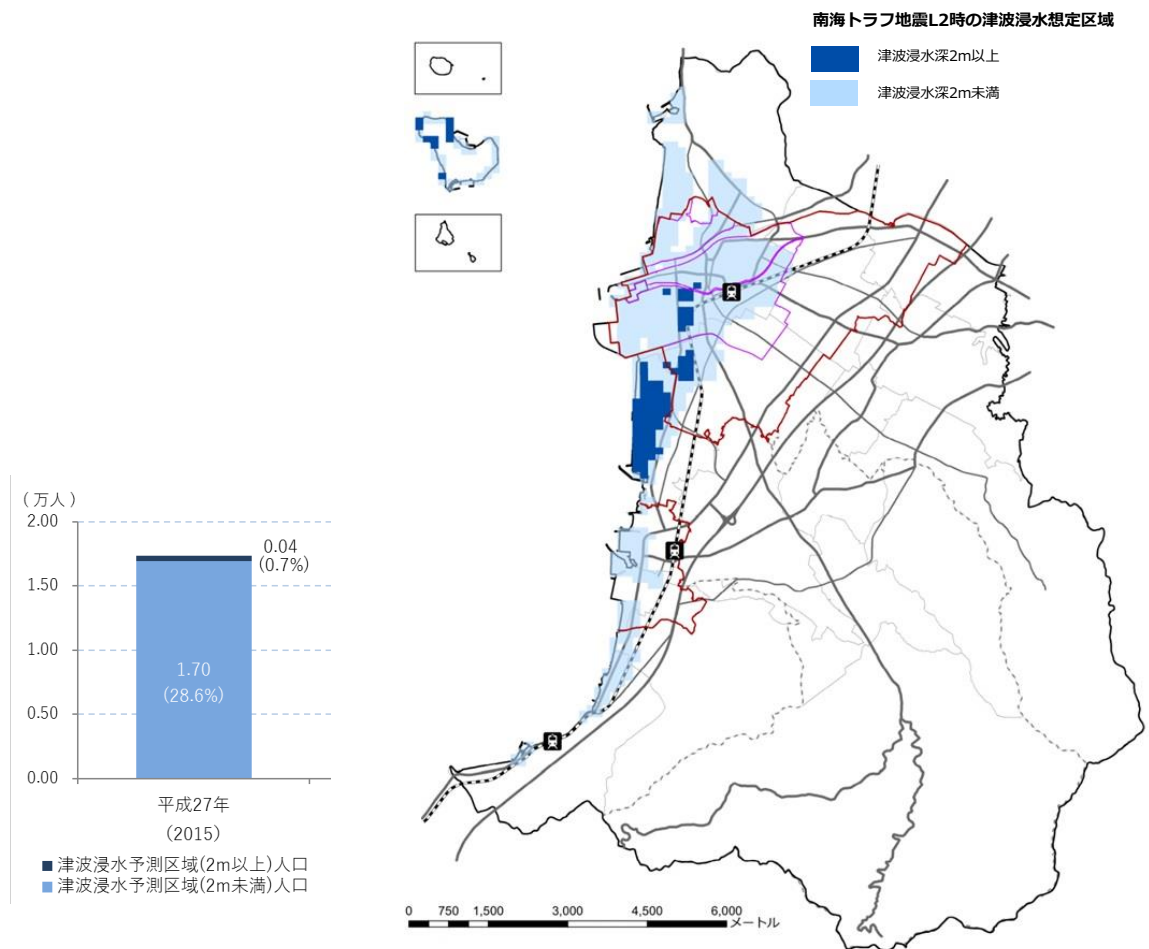 南海トラフ地震L2時の津波浸水想定区域
津波浸水深2m以上
津波浸水深2m未満
（万人）
2.00
1.50
1.00
0.50
0.00
0.04
(0.7%)
1.70
(28.6%)
平成27年
（2015）
■津波浸水予測区域(2m以上)人口
■津波浸水予測区域(2m未満)人口
0 750 1,500 3,000 4,500 6,000
メートル